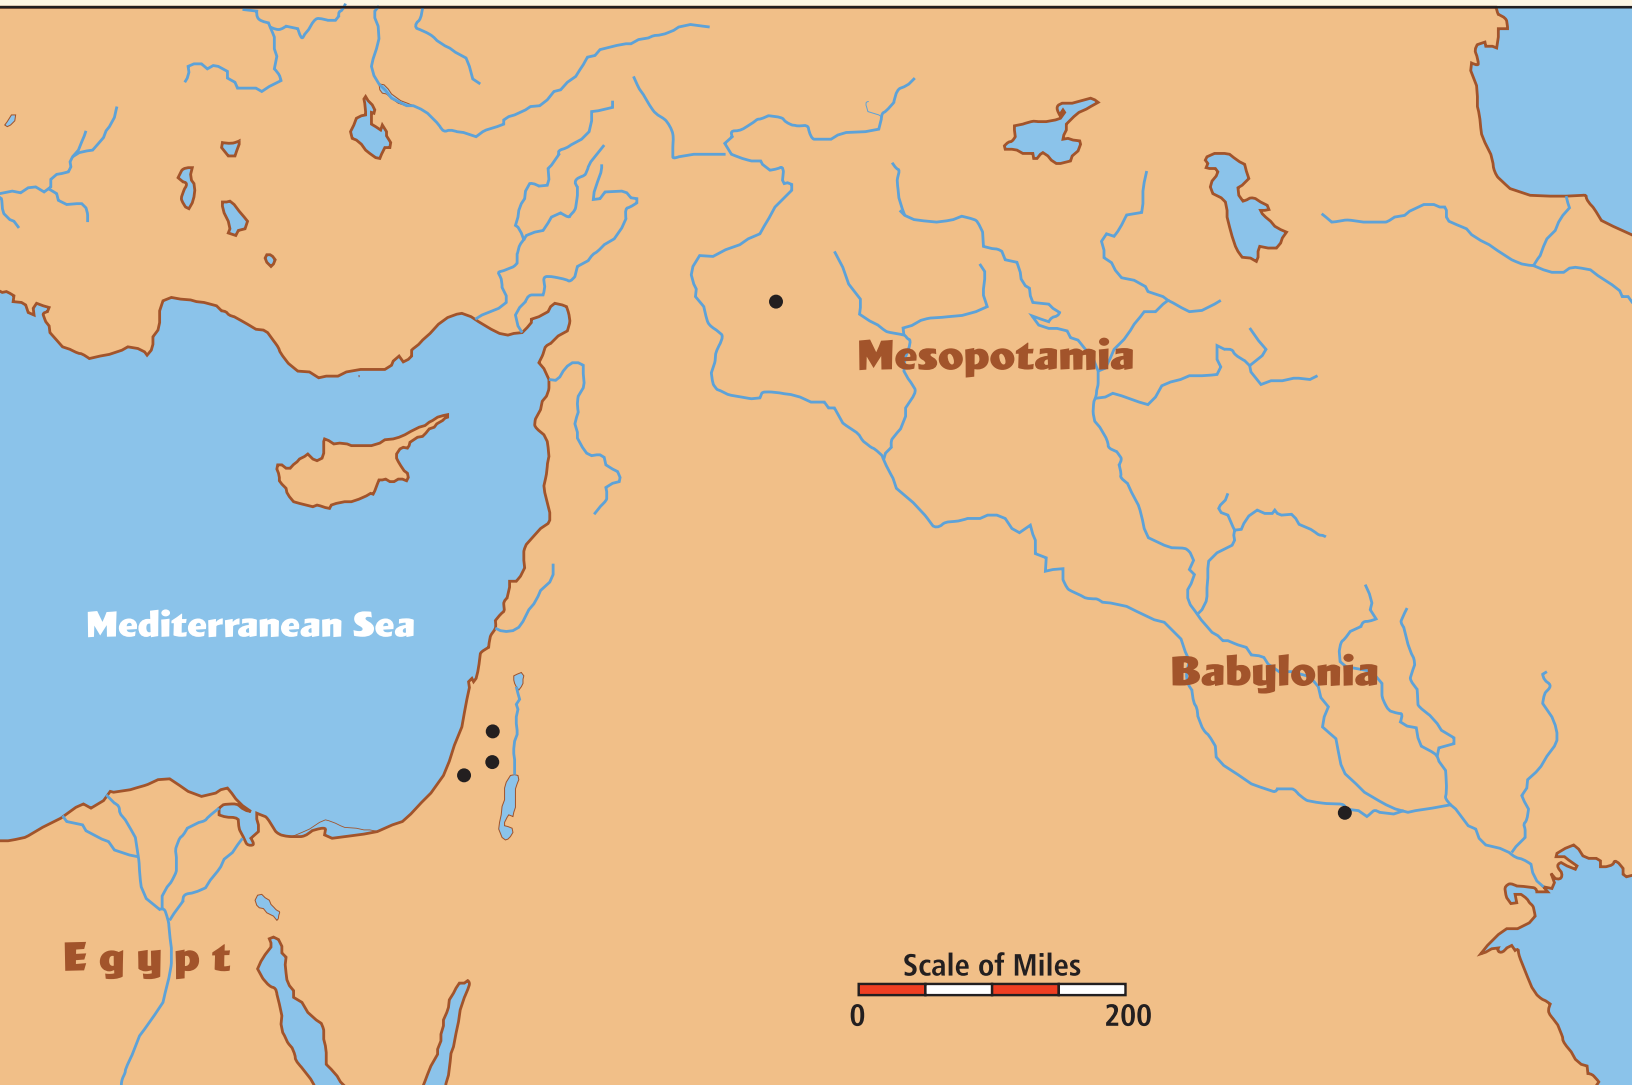 Mesopotamia
Mediterranean Sea
Babylonia
Egypt
Scale of Miles
0 200